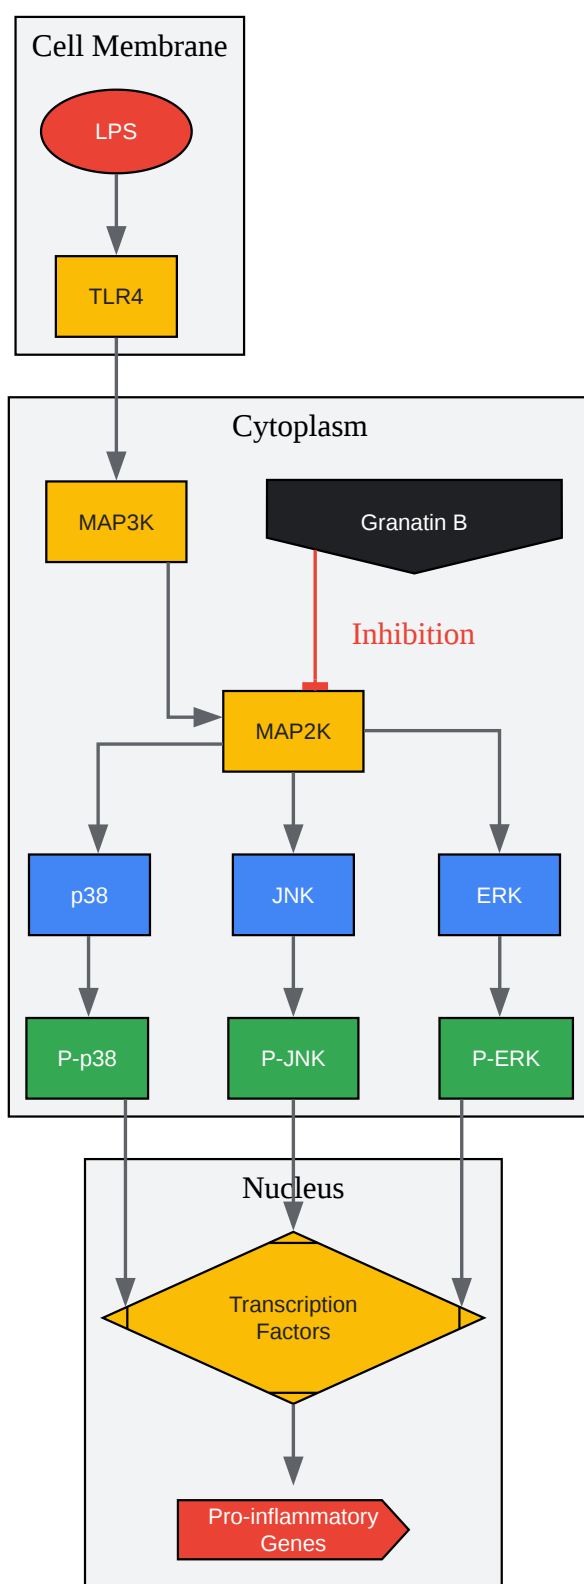 Cell Membrane
LPS
TLR4
Cytoplasm
MAP3K
Granatin B
Inhibition
MAP2K
p38
JNK
ERK
P-p38
P-JNK
P-ERK
Nucleus
Transcription
Factors
Pro-inflammatory
Genes